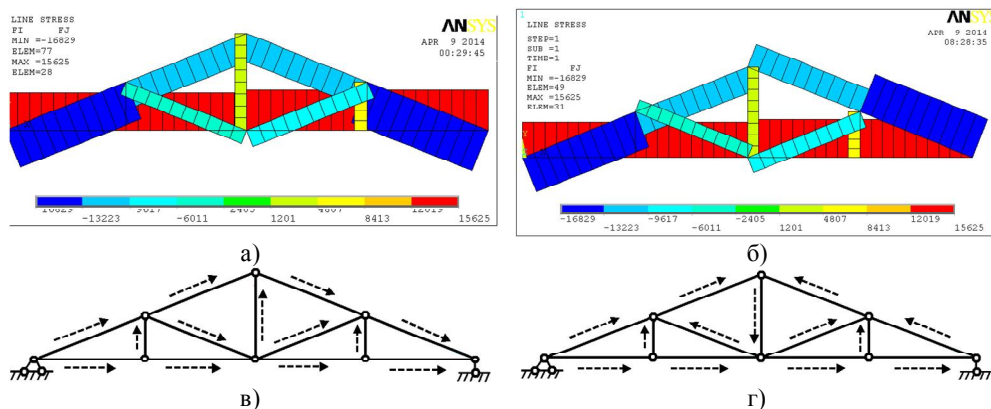 LINE STRESS
FI FJ
MIN =-16829
ELEM=77
MAX =15625
ELEM=28
ANSYS
APR 9 2014
00:29:45
-13223 -6011 1201 8413 15625
9617 2405 4807 12019
а)
1
LINE STRESS
STEP=1
SUB =1
TIME=1
FI FJ
MIN =-16829
ELEM=49
MAX =15625
ELEM=31
ANSYS
APR 9 2014
08:28:35
Y
-16829 -9617 -2405 4807 12019
-13223 -6011 1201 8413 15625
б)
в)
г)